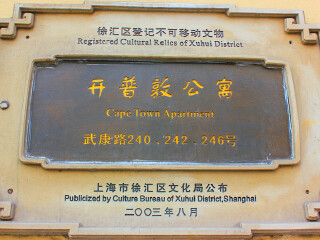 徐汇区登记不可移动文物
Registered Cultural Relics of Xuhui District
开普敦公寓
Cape Town Apartment
武康路240.242.246号
上海市徐汇区文化局公布
Publicized by Culture Bureau of Xuhui District,Shanghai
二〇〇三年八月